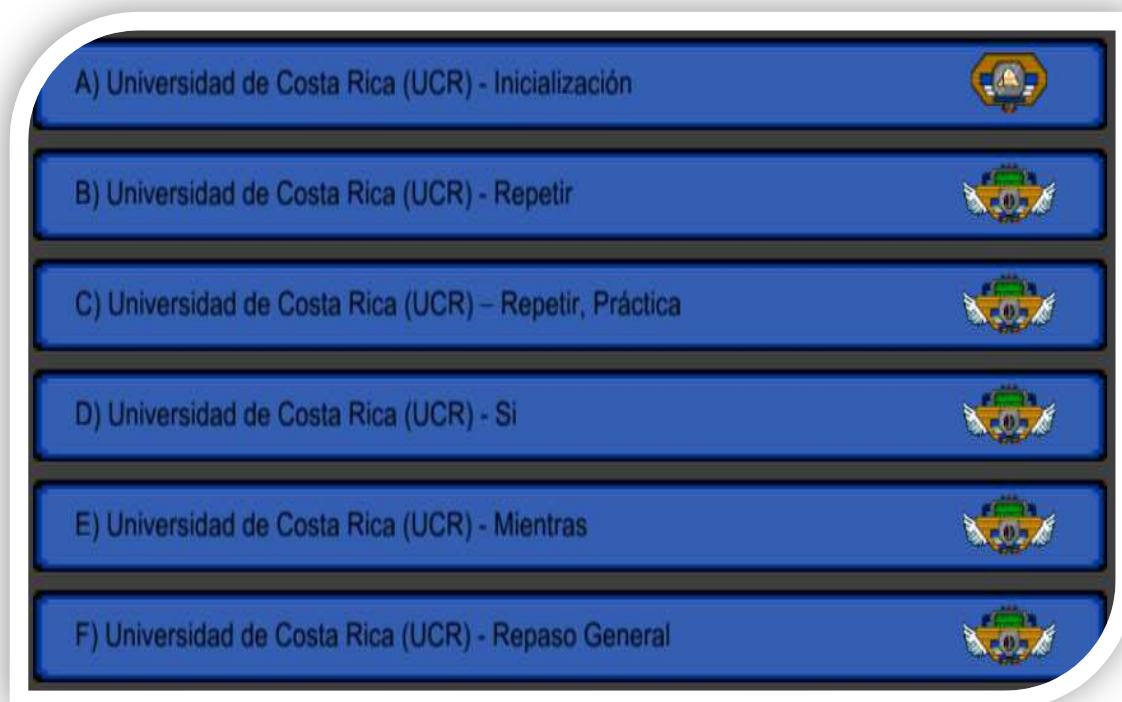 A) Universidad de Costa Rica (UCR) - Inicialización
B) Universidad de Costa Rica (UCR) - Repetir
C) Universidad de Costa Rica (UCR) – Repetir, Práctica
D) Universidad de Costa Rica (UCR) - Si
E) Universidad de Costa Rica (UCR) - Mientras
F) Universidad de Costa Rica (UCR) - Repaso General